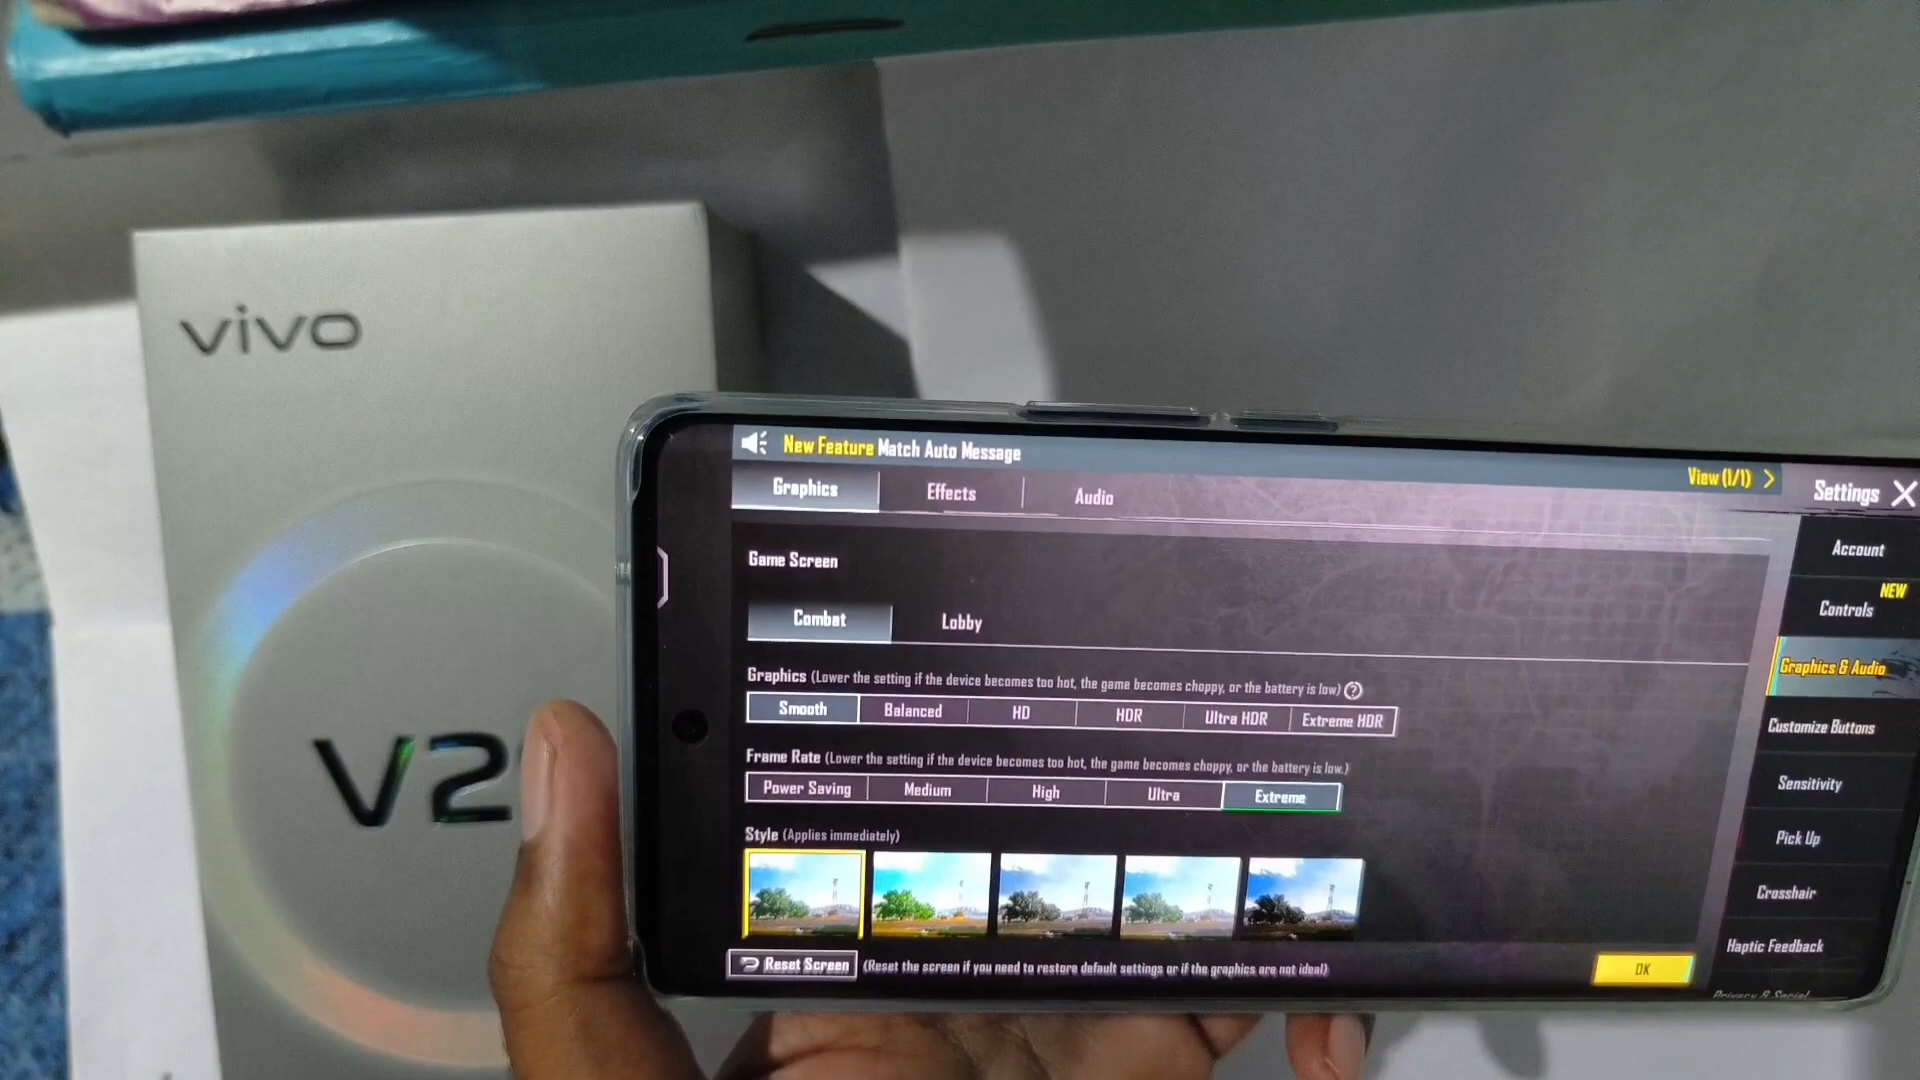 vivo
V2
New Feature Match Auto Message
View (1/1)
Settings
Graphics
Effects
Audio
Game Screen
Combat
Lobby
Graphics (Lower the setting if the device becomes too hot, the game becomes choppy, or the battery is low)
Smooth
Balanced
HD
HDR
Ultra HDR
Extreme HDR
Frame Rate (Lower the setting if the device becomes too hot, the game becomes choppy, or the battery is low.)
Power Saving
Medium
High
Ultra
Extreme
Style (Applies immediately)
Reset Screen (Reset the screen if you need to restore default settings or if the graphics are not ideal)
OK
Account
NEW
Controls
Graphics & Audio
Customize Buttons
Sensitivity
Pick Up
Crosshair
Haptic Feedback
Privacy & Social